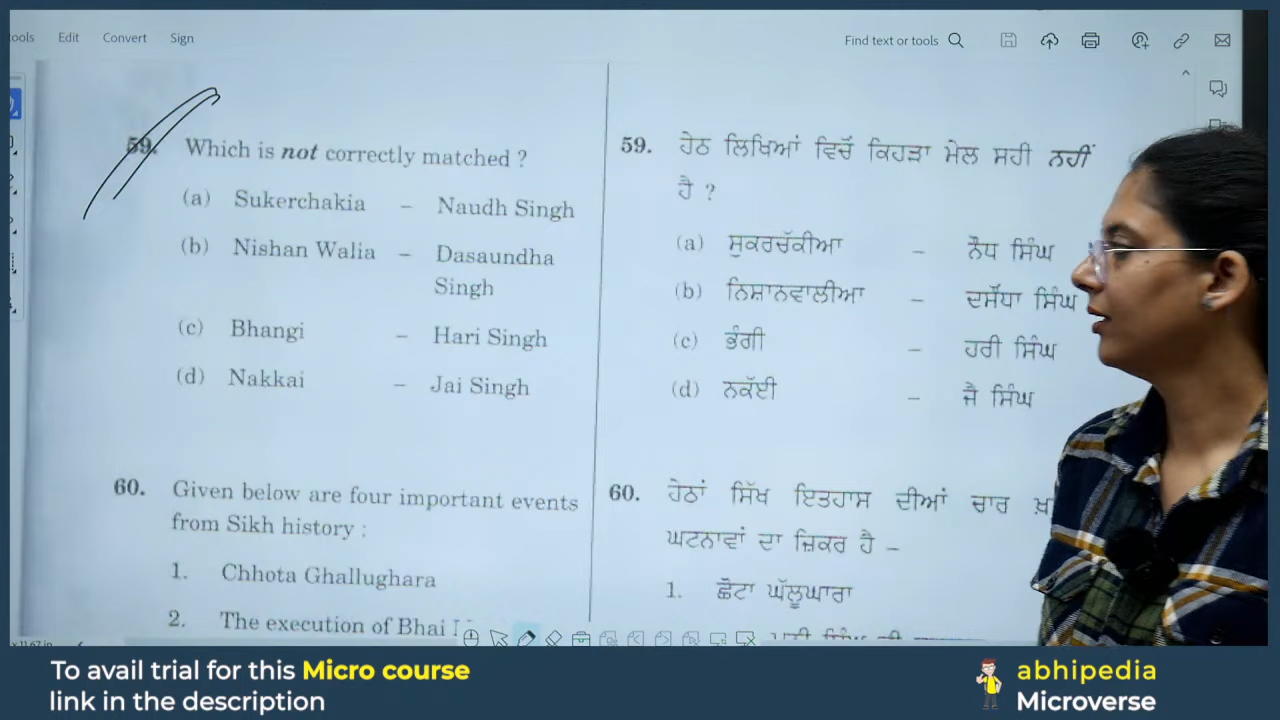 ools Edit Convert Sign
Find text or tools
59. Which is not correctly matched ?
(a) Sukerchakia – Naudh Singh
(b) Nishan Walia – Dasaundha
Singh
(c) Bhangi – Hari Singh
(d) Nakkai – Jai Singh
60. Given below are four important events
from Sikh history :
1. Chhota Ghallughara
2. The execution of Bhai
59. ਹੇਠ ਲਿਖਿਆਂ ਵਿਚੋਂ ਕਿਹੜਾ ਮੇਲ ਸਹੀ ਨਹੀਂ
ਹੈ ?
(a) ਸੁਕਰਚੱਕੀਆ – ਨੌਧ ਸਿੰਘ
(b) ਨਿਸ਼ਾਨਵਾਲੀਆ – ਦਸੌਂਧਾ ਸਿੰਘ
(c) ਭੰਗੀ – ਹਰੀ ਸਿੰਘ
(d) ਨਕੱਈ – ਜੈ ਸਿੰਘ
60. ਹੇਠਾਂ ਸਿੱਖ ਇਤਹਾਸ ਦੀਆਂ ਚਾਰ
ਘਟਨਾਵਾਂ ਦਾ ਜ਼ਿਕਰ ਹੈ –
1. ਛੋਟਾ ਘੱਲੂਘਾਰਾ
To avail trial for this Micro course
link in the description
abhipedia
Microverse